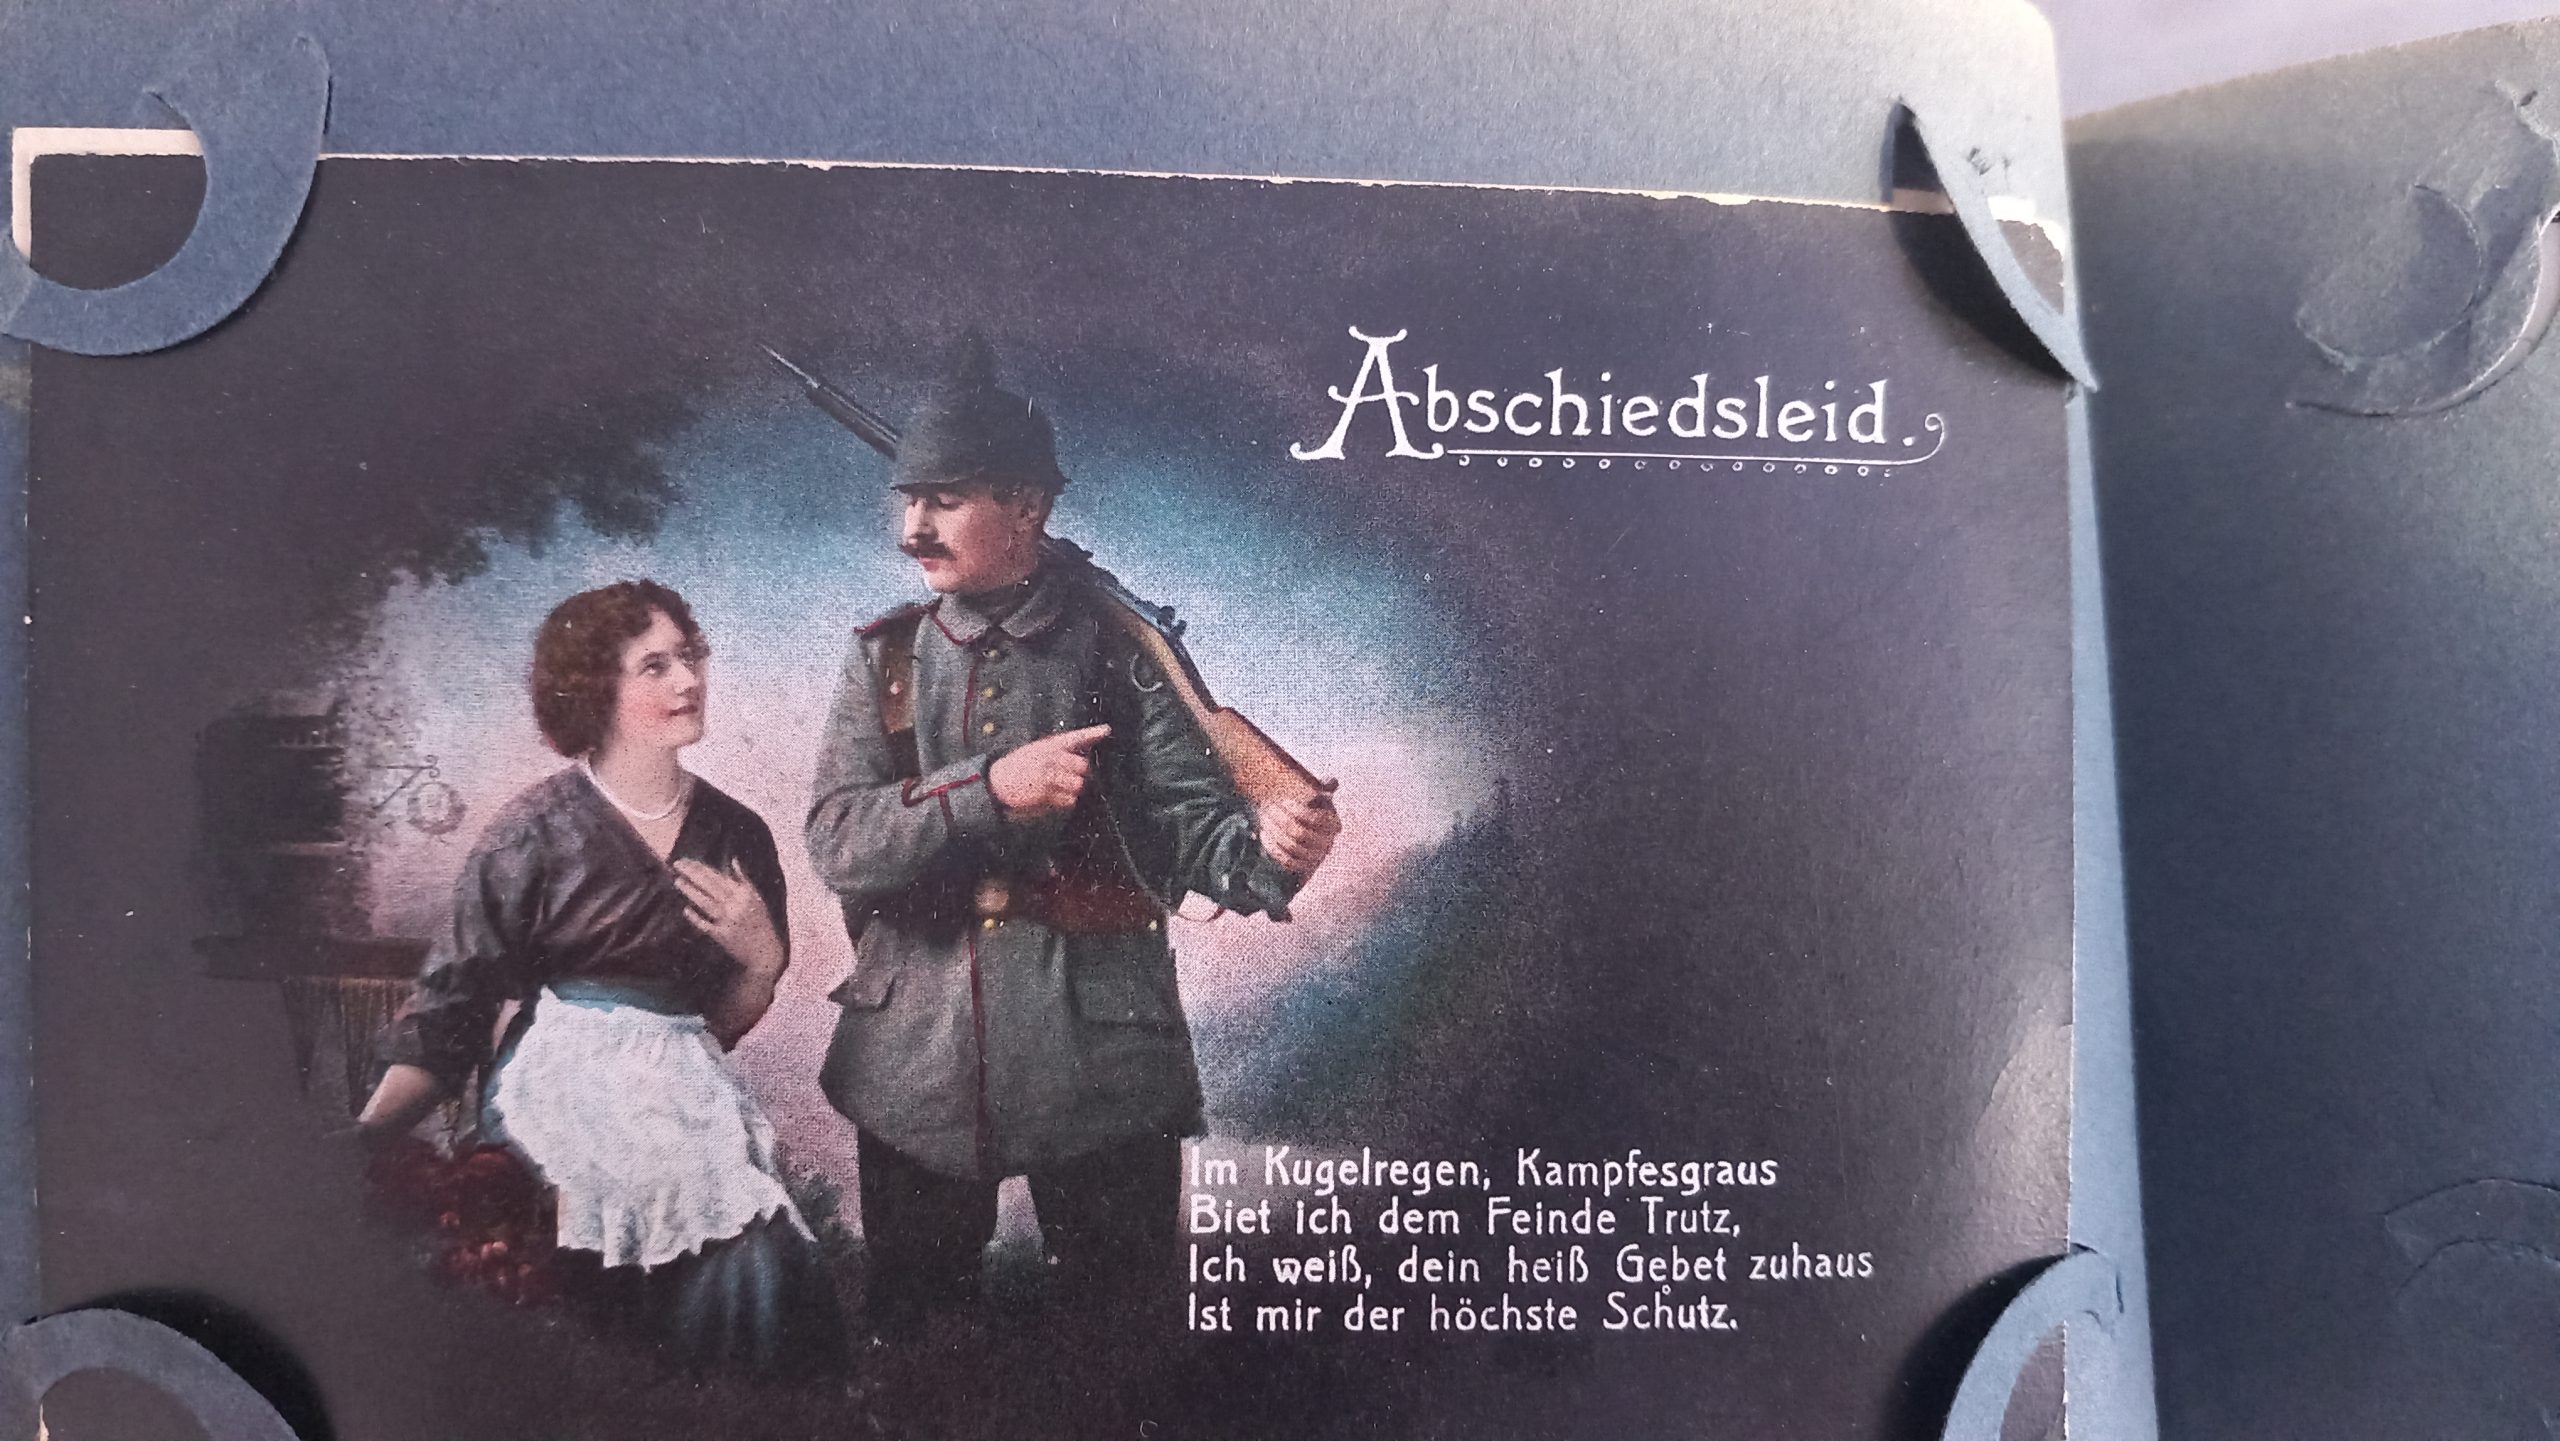 Abschiedsleid.
Im Kugelregen, Kampfesgraus
Biet ich dem Feinde Trutz,
Ich weiß, dein heiß Gebet zuhaus
Ist mir der höchste Schutz.